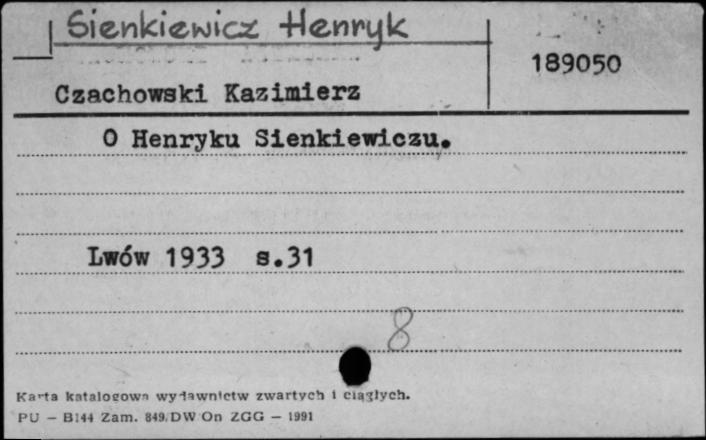 Sienkiewicz Henryk
189050
Czachowski Kazimierz
O Henryku Sienkiewiczu.
Lwów 1933 s.31
8
Karta katalogowa wydawnictw zwartych i ciągłych.
PU — B144 Zam. 849/DW On ZGG — 1991